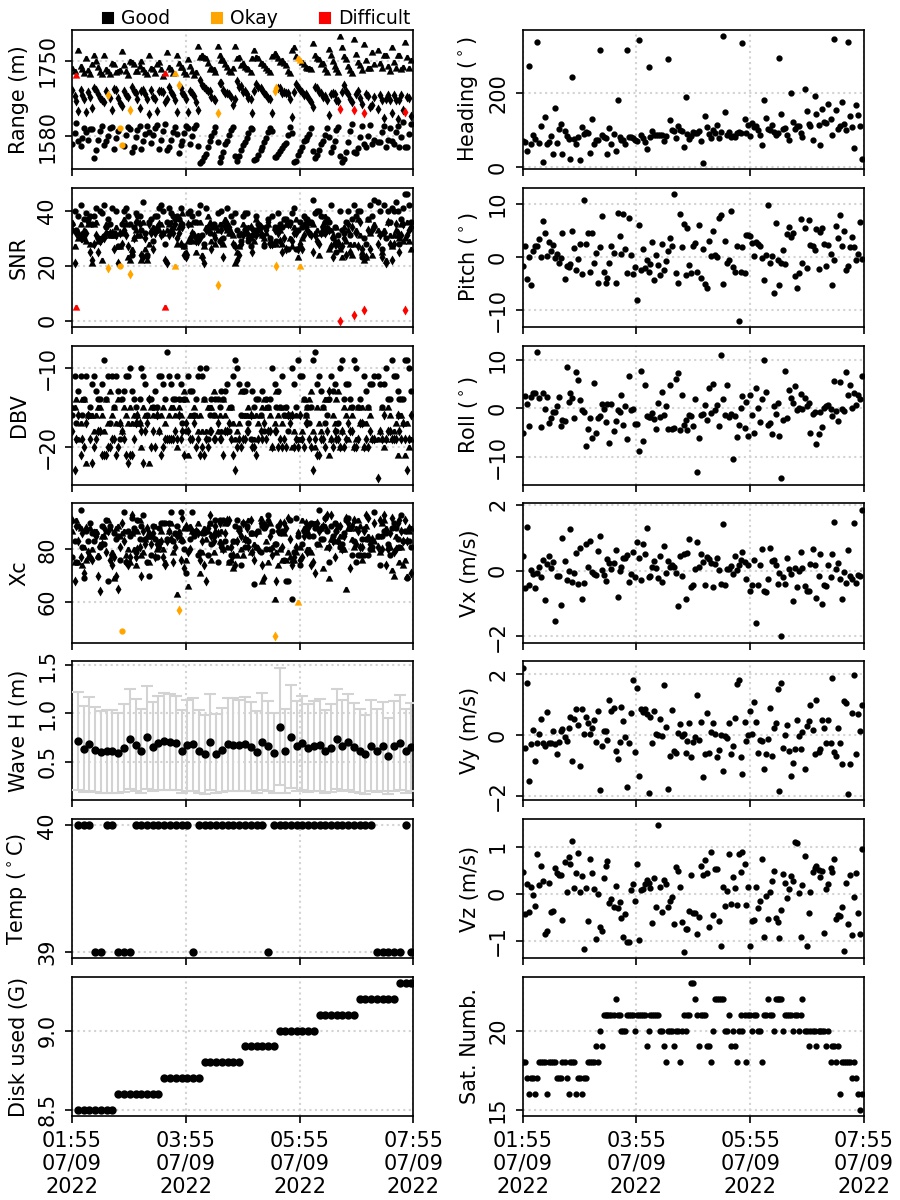 Good Okay Difficult
Range (m)
1750
1580
Heading (°)
200
0
SNR
40
20
0
Pitch (°)
10
0
−10
DBV
−10
−20
Roll (°)
10
0
−10
Xc
80
60
Vx (m/s)
2
0
−2
Wave H (m)
1.5
1.0
0.5
Vy (m/s)
2
0
−2
Temp (°C)
40
39
Vz (m/s)
1
0
−1
Disk used (G)
9.0
8.5
Sat. Numb.
20
15
01:55 03:55 05:55 07:55
07/09 07/09 07/09 07/09
2022 2022 2022 2022
01:55 03:55 05:55 07:55
07/09 07/09 07/09 07/09
2022 2022 2022 2022